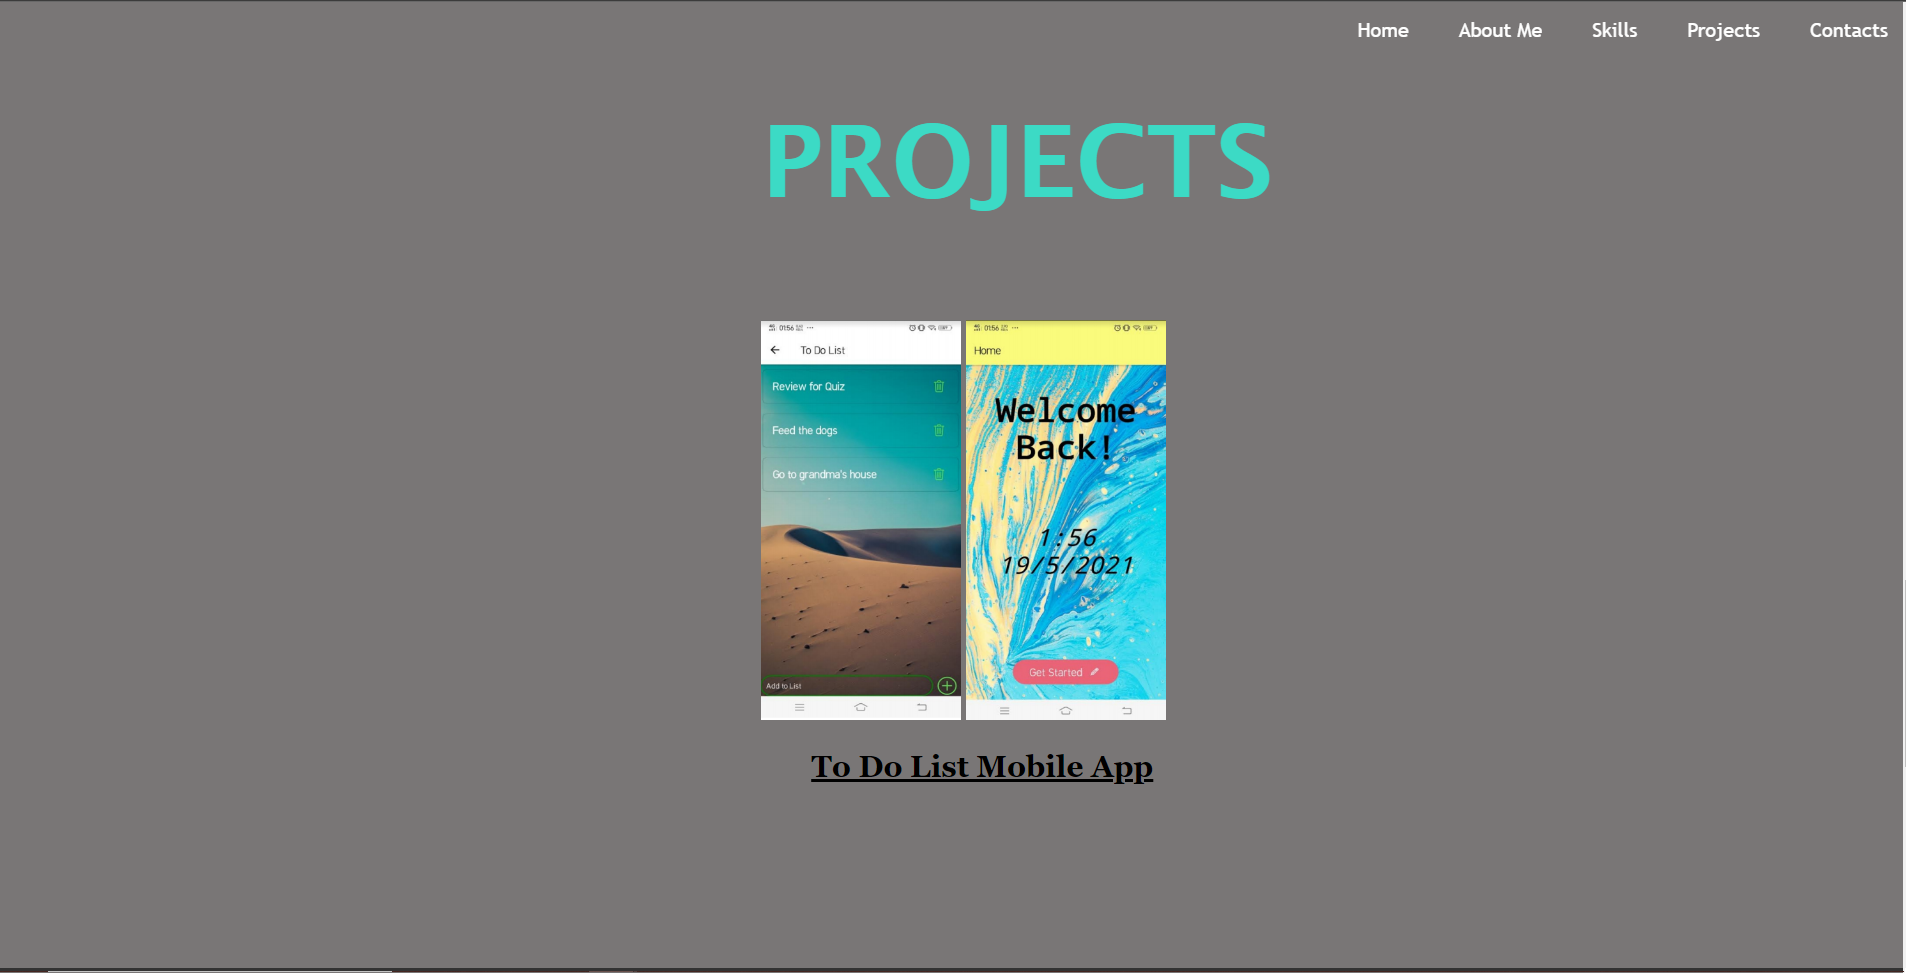 Home About Me Skills Projects Contacts
PROJECTS
01:56
To Do List
Review for Quiz
Feed the dogs
Go to grandma's house
Add to List
01:56
Home
Welcome
Back!
1:56
19/5/2021
Get Started
To Do List Mobile App